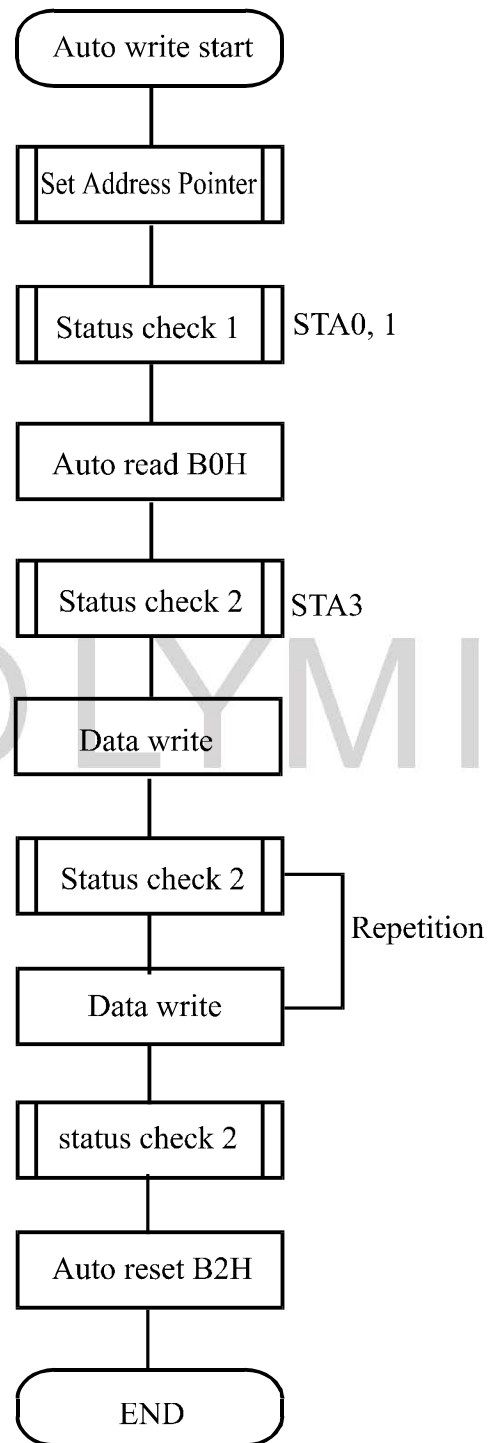 Auto write start
Set Address Pointer
Status check 1
STA0, 1
Auto read B0H
Status check 2
STA3
OLYMI
Data write
Status check 2
Repetition
Data write
status check 2
Auto reset B2H
END